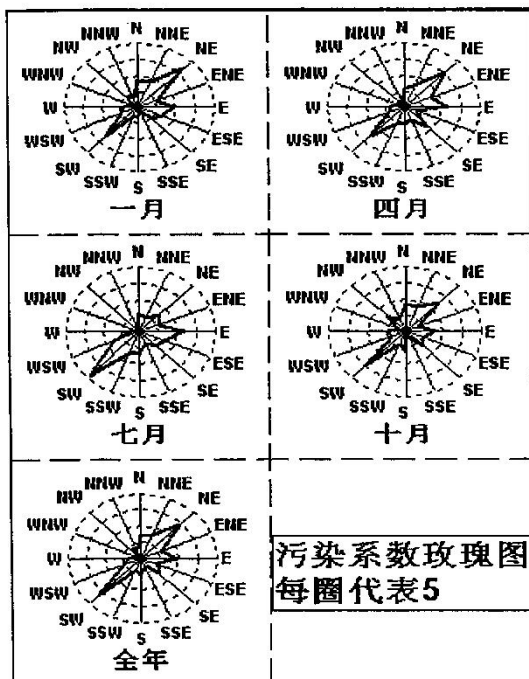 N
NNW NNE
NW NE
WNW ENE
W E
WSW ESE
SW SE
SSW SSE
S
一月
N
NNW NNE
NW NE
WNW ENE
W E
WSW ESE
SW SE
SSW SSE
S
四月
N
NNW NNE
NW NE
WNW ENE
W E
WSW ESE
SW SE
SSW SSE
S
七月
N
NNW NNE
NW NE
WNW ENE
W E
WSW ESE
SW SE
SSW SSE
S
十月
N
NNW NNE
NW NE
WNW ENE
W E
WSW ESE
SW SE
SSW SSE
S
全年
污染系数玫瑰图
每圈代表5